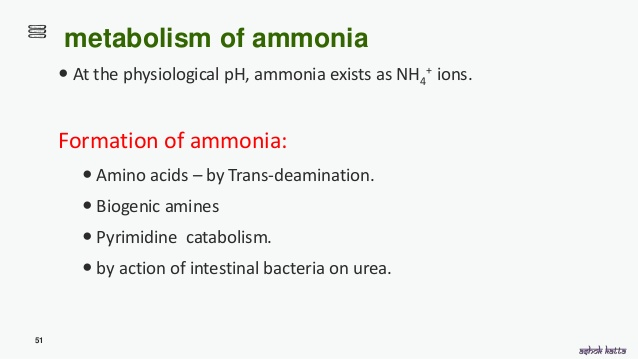 metabolism of ammonia
• At the physiological pH, ammonia exists as NH₄⁺ ions.
Formation of ammonia:
• Amino acids – by Trans-deamination.
• Biogenic amines
• Pyrimidine catabolism.
• by action of intestinal bacteria on urea.
51
Ashok Katta